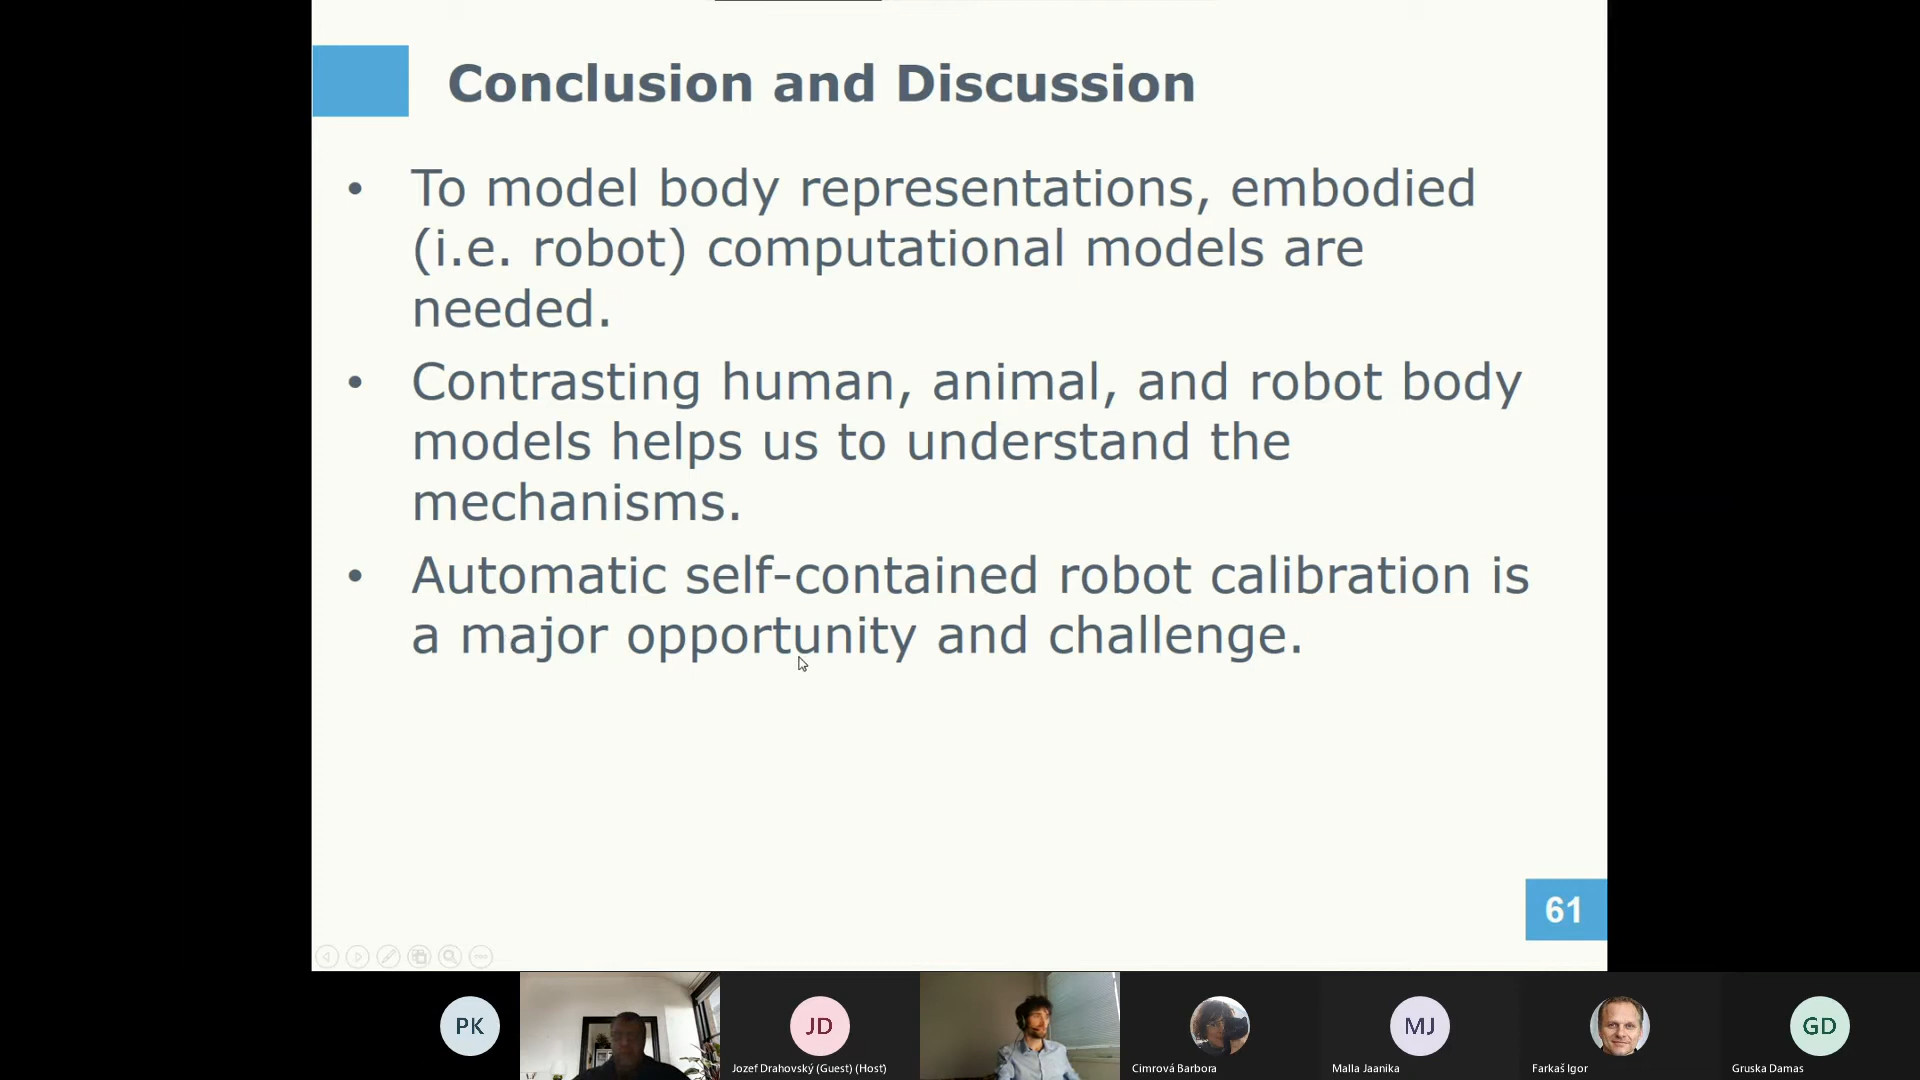 Conclusion and Discussion
• To model body representations, embodied
(i.e. robot) computational models are
needed.
• Contrasting human, animal, and robot body
models helps us to understand the
mechanisms.
• Automatic self-contained robot calibration is
a major opportunity and challenge.
61
PK
JD
MJ
GD
Jozef Drahovský (Guest) (Host)
Cimrová Barbora
Malla Jaanika
Farkaš Igor
Gruska Damas